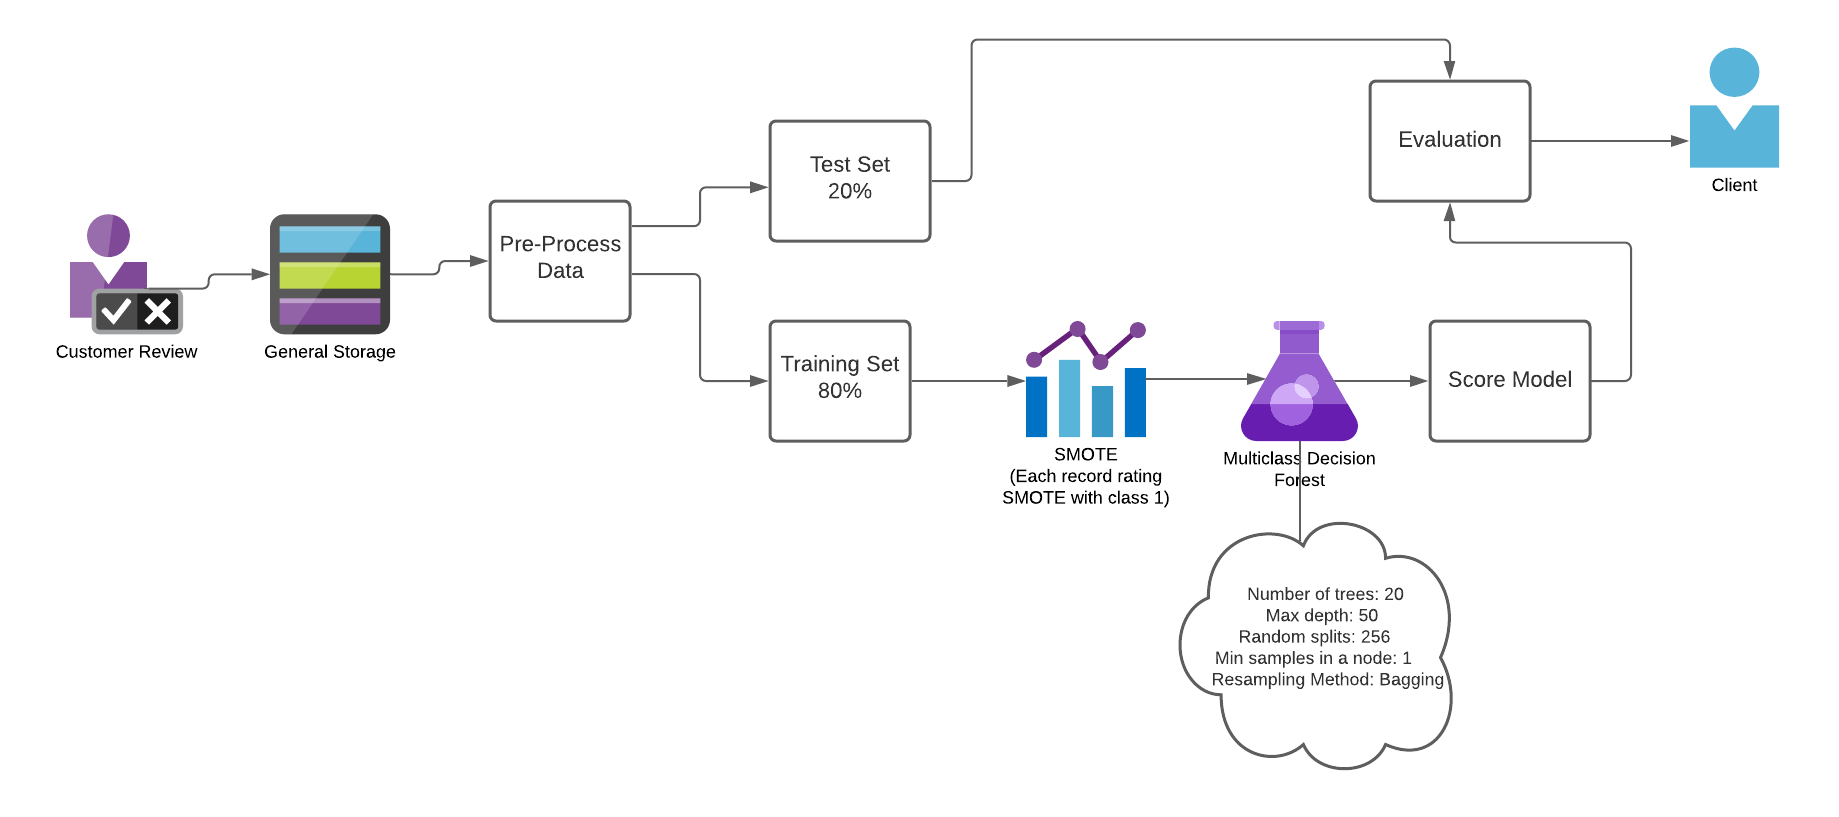 Customer Review
General Storage
Pre-Process
Data
Test Set
20%
Training Set
80%
SMOTE
(Each record rating
SMOTE with class 1)
Multiclass Decision
Forest
Number of trees: 20
Max depth: 50
Random splits: 256
Min samples in a node: 1
Resampling Method: Bagging
Score Model
Evaluation
Client